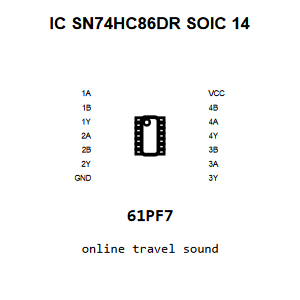 IC SN74HC86DR SOIC 14
1A VCC
1B 4B
1Y 4A
2A 4Y
2B 3B
2Y 3A
GND 3Y
61PF7
online travel sound